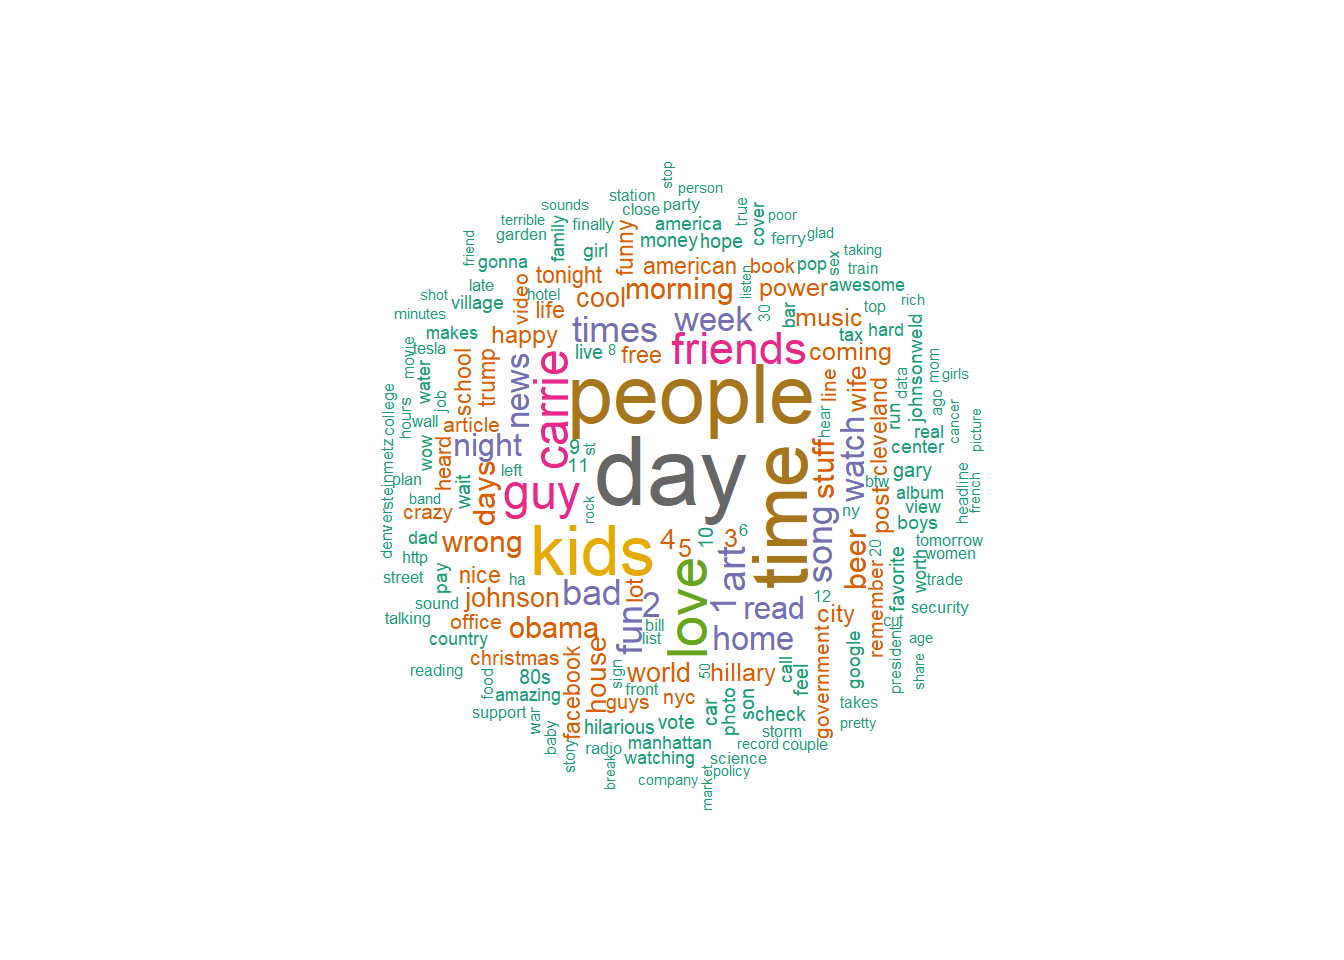 stop
person
station
sounds
close
party
true
cover
poor
terrible
finally
america
garden
family
girl
money
hope
ferry
glad
friend
gonna
funny
american
book
pop
sex
taking
train
tonight
late
hotel
cool
morning
listen
power
awesome
shot
village
video
life
times
week
30
bar
music
top
rich
minutes
makes
happy
live
8
free
friends
coming
tax
hard
johnsonweld
movie
tesla
water
school
trump
news
carrie
people
line
wife
data
ago
mom
girls
college
hours
job
wall
article
hear
cleveland
run
real
cancer
picture
wow
heard
night
9
st
day
time
stuff
watch
post
center
steinmetz
plan
wait
left
11
btw
gary
headline
french
band
days
guy
rock
album
view
denver
crazy
song
ny
boys
dad
wrong
kids
4
5
10
3
6
beer
20
tomorrow
women
http
street
pay
nice
ha
love
art
remember
favorite
worth
trade
sound
johnson
bad
lot
2
1
read
12
city
cut
security
talking
office
obama
fun
bill
list
home
government
google
president
age
country
christmas
house
sign
world
50
hillary
call
feel
share
reading
food
80s
facebook
front
nyc
amazing
guys
car
photo
son
check
takes
support
war
baby
hilarious
vote
storm
pretty
story
radio
manhattan
record
couple
break
watching
science
company
market
policy